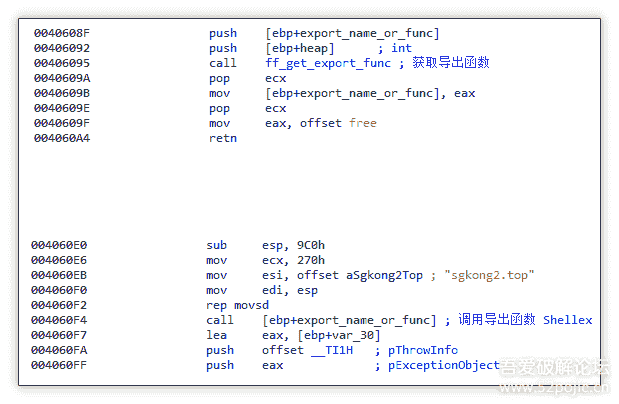 0040608F push [ebp+export_name_or_func]
00406092 push [ebp+heap] ; int
00406095 call ff_get_export_func ; 获取导出函数
0040609A pop ecx
0040609B mov [ebp+export_name_or_func], eax
0040609E pop ecx
0040609F mov eax, offset free
004060A4 retn
004060E0 sub esp, 9C0h
004060E6 mov ecx, 270h
004060EB mov esi, offset aSgkong2Top ; "sgkong2.top"
004060F0 mov edi, esp
004060F2 rep movsd
004060F4 call [ebp+export_name_or_func] ; 调用导出函数 Shellex
004060F7 lea eax, [ebp+var_30]
004060FA push offset __TI1H ; pThrowInfo
004060FF push eax ; pExceptionObject
吾爱破解论坛
www.52pojie.cn